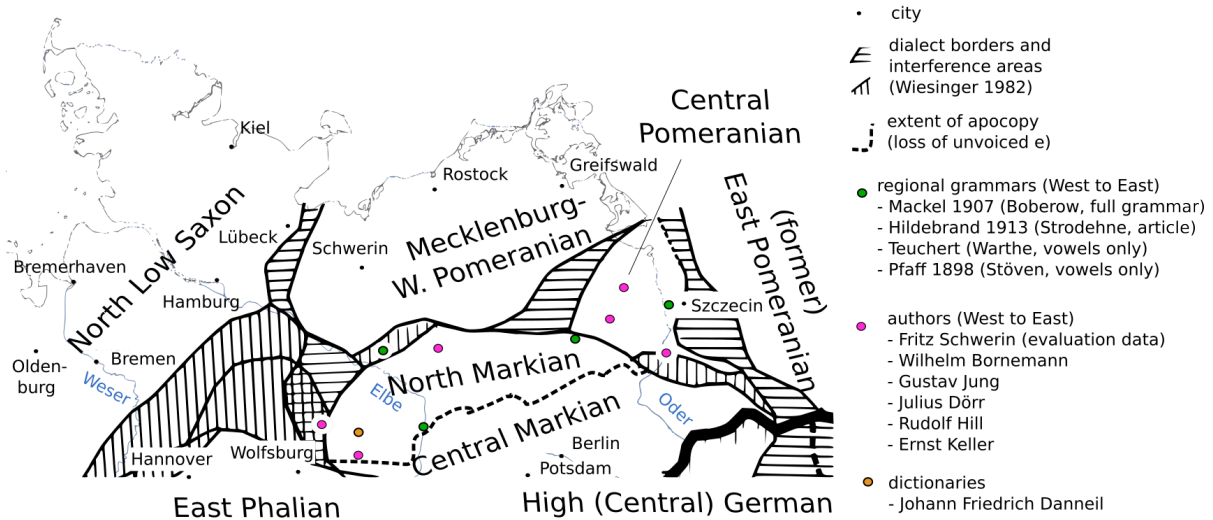 Kiel
Rostock
Greifswald
Central
Pomeranian
North Low Saxon
Lübeck
Schwerin
Mecklenburg-
W. Pomeranian
East Pomeranian
(former)
Bremerhaven
Hamburg
Szczecin
Olden-
burg
Bremen
Weser
Elbe
North Markian
Oder
Central Markian
Hannover
Wolfsburg
Berlin
Potsdam
East Phalian
High (Central) German
city
dialect borders and
interference areas
(Wiesinger 1982)
extent of apocopy
(loss of unvoiced e)
regional grammars (West to East)
- Mackel 1907 (Boberow, full grammar)
- Hildebrand 1913 (Strodehne, article)
- Teuchert (Warthe, vowels only)
- Pfaff 1898 (Stöven, vowels only)
authors (West to East)
- Fritz Schwerin (evaluation data)
- Wilhelm Bornemann
- Gustav Jung
- Julius Dörr
- Rudolf Hill
- Ernst Keller
dictionaries
- Johann Friedrich Danneil